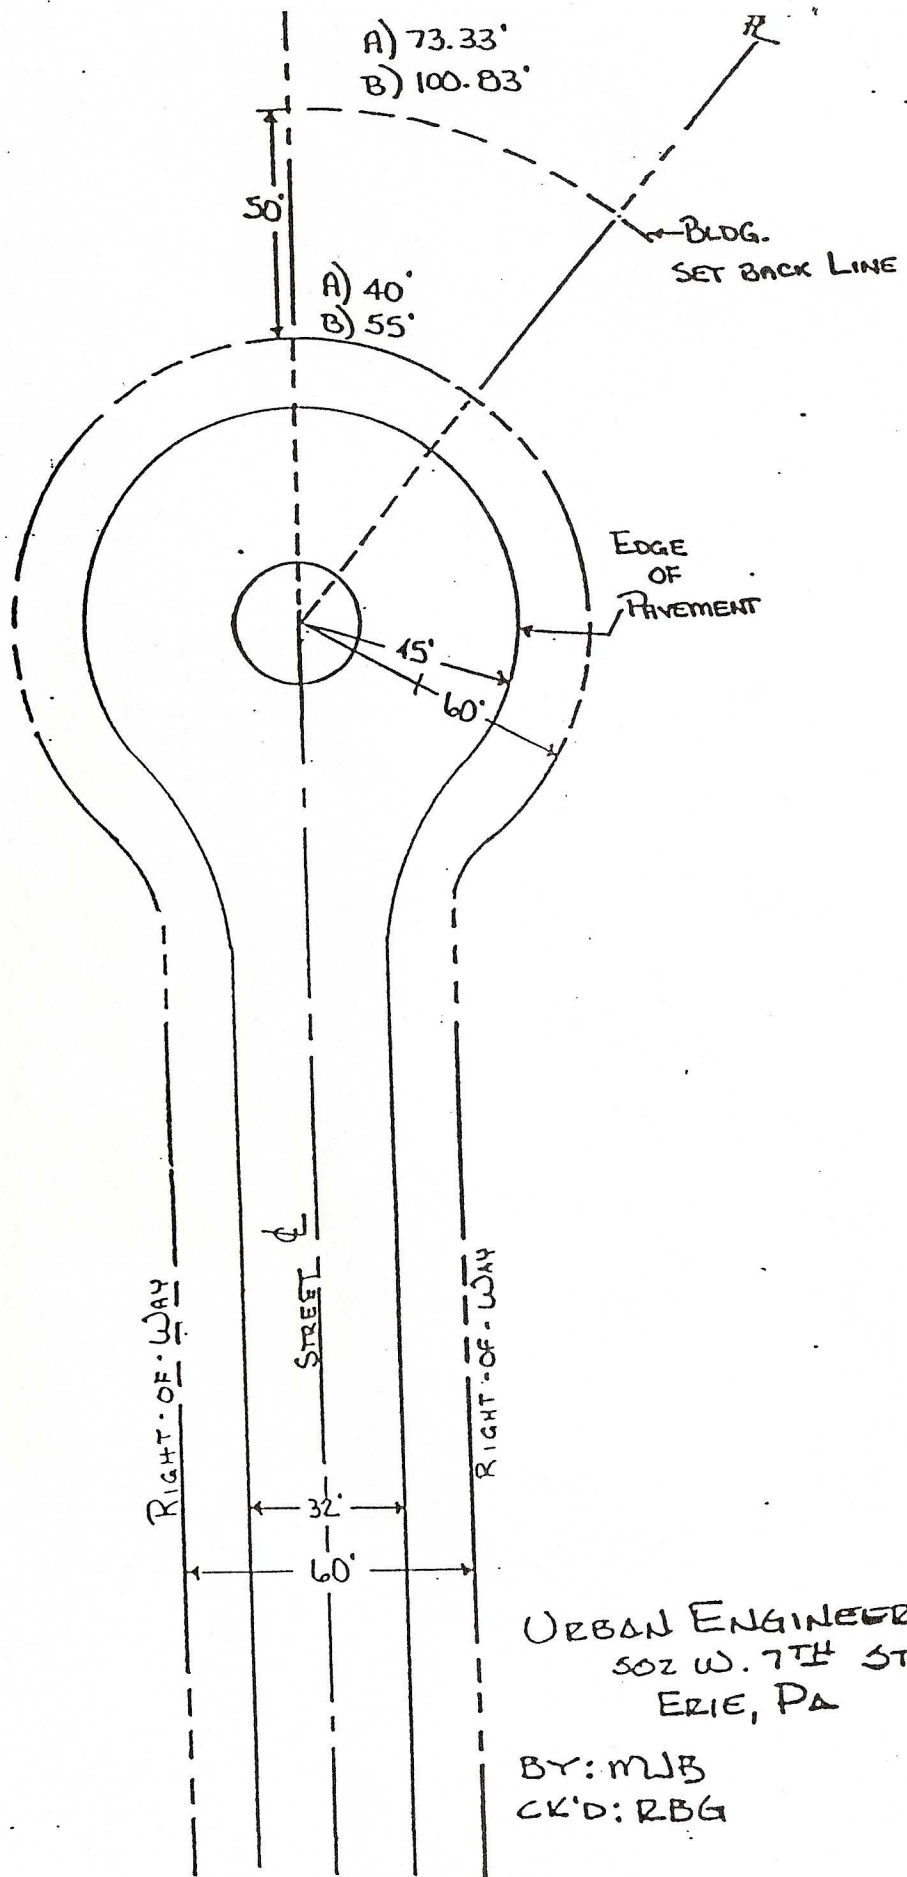 A) 73.33'
B) 100.83'
50'
BLDG.
SET BACK LINE
A) 40'
B) 55'
EDGE
OF
PAVEMENT
45'
60'
RIGHT-OF-WAY
STREET ℄
RIGHT-OF-WAY
32'
60'
URBAN ENGINEER
502 W. 7TH ST
ERIE, PA
BY: MJB
CK'D: RBG